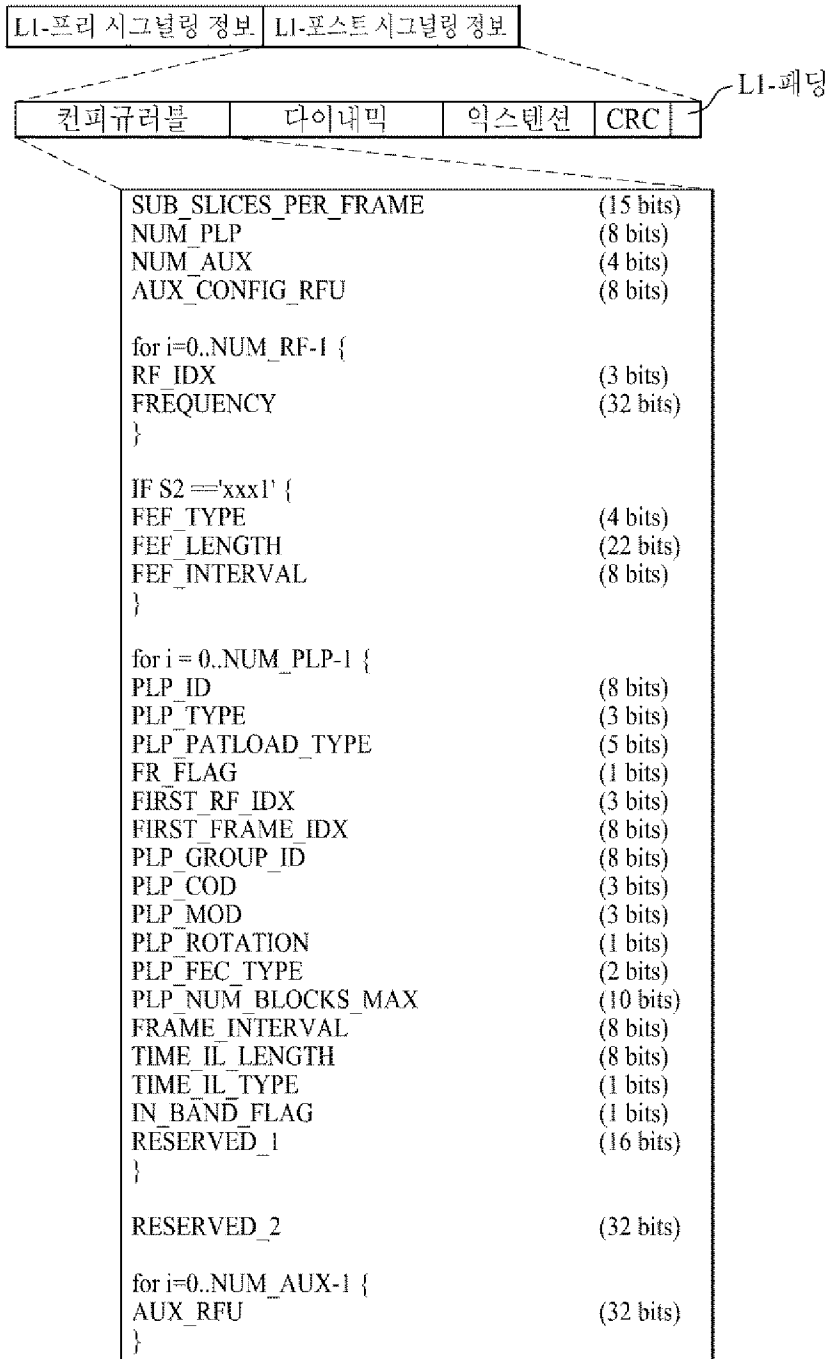 L1-프리 시그널링 정보 L1-포스트 시그널링 정보
L1-패딩
컨피규러블 다이내믹 익스텐션 CRC
SUB_SLICES_PER_FRAME (15 bits)
NUM_PLP (8 bits)
NUM_AUX (4 bits)
AUX_CONFIG_RFU (8 bits)
for i=0..NUM_RF-1 {
RF_IDX (3 bits)
FREQUENCY (32 bits)
}
IF S2 =='xxx1' {
FEF_TYPE (4 bits)
FEF_LENGTH (22 bits)
FEF_INTERVAL (8 bits)
}
for i = 0..NUM_PLP-1 {
PLP_ID (8 bits)
PLP_TYPE (3 bits)
PLP_PATLOAD_TYPE (5 bits)
FR_FLAG (1 bits)
FIRST_RF_IDX (3 bits)
FIRST_FRAME_IDX (8 bits)
PLP_GROUP_ID (8 bits)
PLP_COD (3 bits)
PLP_MOD (3 bits)
PLP_ROTATION (1 bits)
PLP_FEC_TYPE (2 bits)
PLP_NUM_BLOCKS_MAX (10 bits)
FRAME_INTERVAL (8 bits)
TIME_IL_LENGTH (8 bits)
TIME_IL_TYPE (1 bits)
IN_BAND_FLAG (1 bits)
RESERVED_1 (16 bits)
}
RESERVED_2 (32 bits)
for i=0..NUM_AUX-1 {
AUX_RFU (32 bits)
}